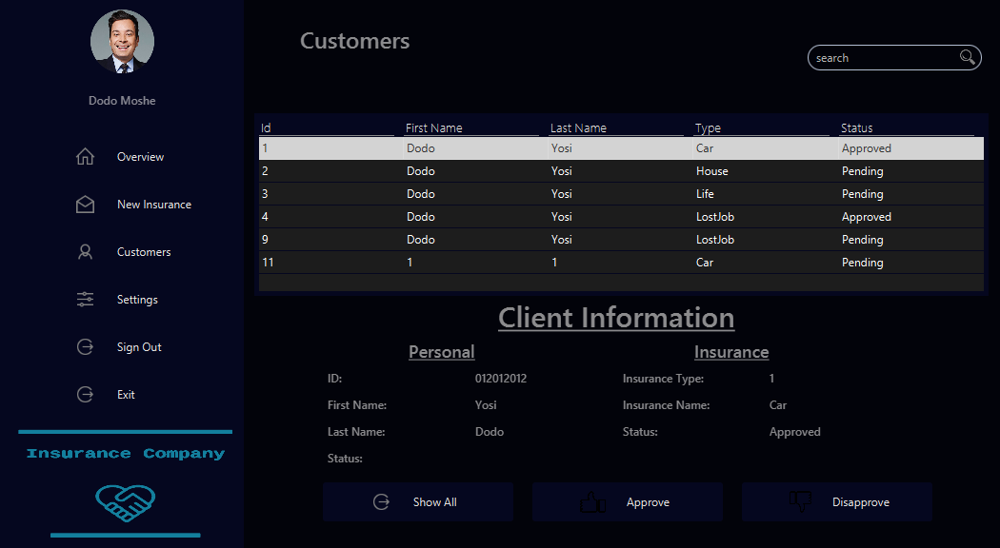 Dodo Moshe
Overview
New Insurance
Customers
Settings
Sign Out
Exit
Insurance Company
Customers
search
Id First Name Last Name Type Status
1 Dodo Yosi Car Approved
2 Dodo Yosi House Pending
3 Dodo Yosi Life Pending
4 Dodo Yosi LostJob Approved
9 Dodo Yosi LostJob Pending
11 1 1 Car Pending
Client Information
Personal Insurance
ID: 012012012 Insurance Type: 1
First Name: Yosi Insurance Name: Car
Last Name: Dodo Status: Approved
Status:
Show All Approve Disapprove